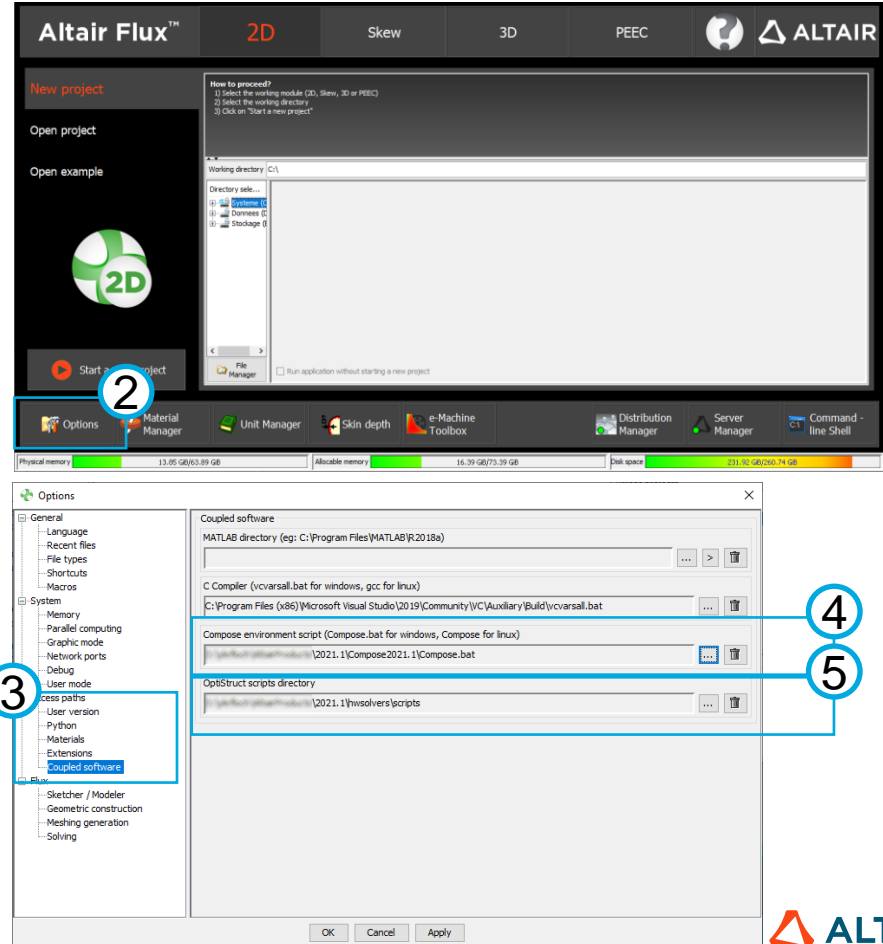 Altair Flux™
2D
Skew
3D
PEEC
?
ALTAIR
New project
Open project
Open example
2D
Start a project
How to proceed?
1) Select the working module (2D, Skew, 3D or PEEC)
2) Select the working directory
3) Click on "Start a new project"
Working directory C:\
Directory sele...
Systeme (C
Donnees (D
Stockage (
File
Manager
Run application without starting a new project
2
Options
Material
Manager
Unit Manager
Skin depth
e-Machine
Toolbox
Distribution
Manager
Server
Manager
Command -
line Shell
Physical memory
13.85 GB/63.89 GB
Allocable memory
16.39 GB/73.39 GB
Disk space
231.92 GB/260.74 GB
Options
General
Language
Recent files
File types
Shortcuts
Macros
System
Memory
Parallel computing
Graphic mode
Network ports
Debug
User mode
3
cess paths
User version
Python
Materials
Extensions
Coupled software
Flux
Sketcher / Modeler
Geometric construction
Meshing generation
Solving
Coupled software
MATLAB directory (eg: C:\Program Files\MATLAB\R2018a)
... >
C Compiler (vcvarsall.bat for windows, gcc for linux)
C:\Program Files (x86)\Microsoft Visual Studio\2019\Community\VC\Auxiliary\Build\vcvarsall.bat
...
4
Compose environment script (Compose.bat for windows, Compose for linux)
\2021.1\Compose2021.1\Compose.bat
...
5
OptiStruct scripts directory
\2021.1\hwsolvers\scripts
...
OK
Cancel
Apply
ALT